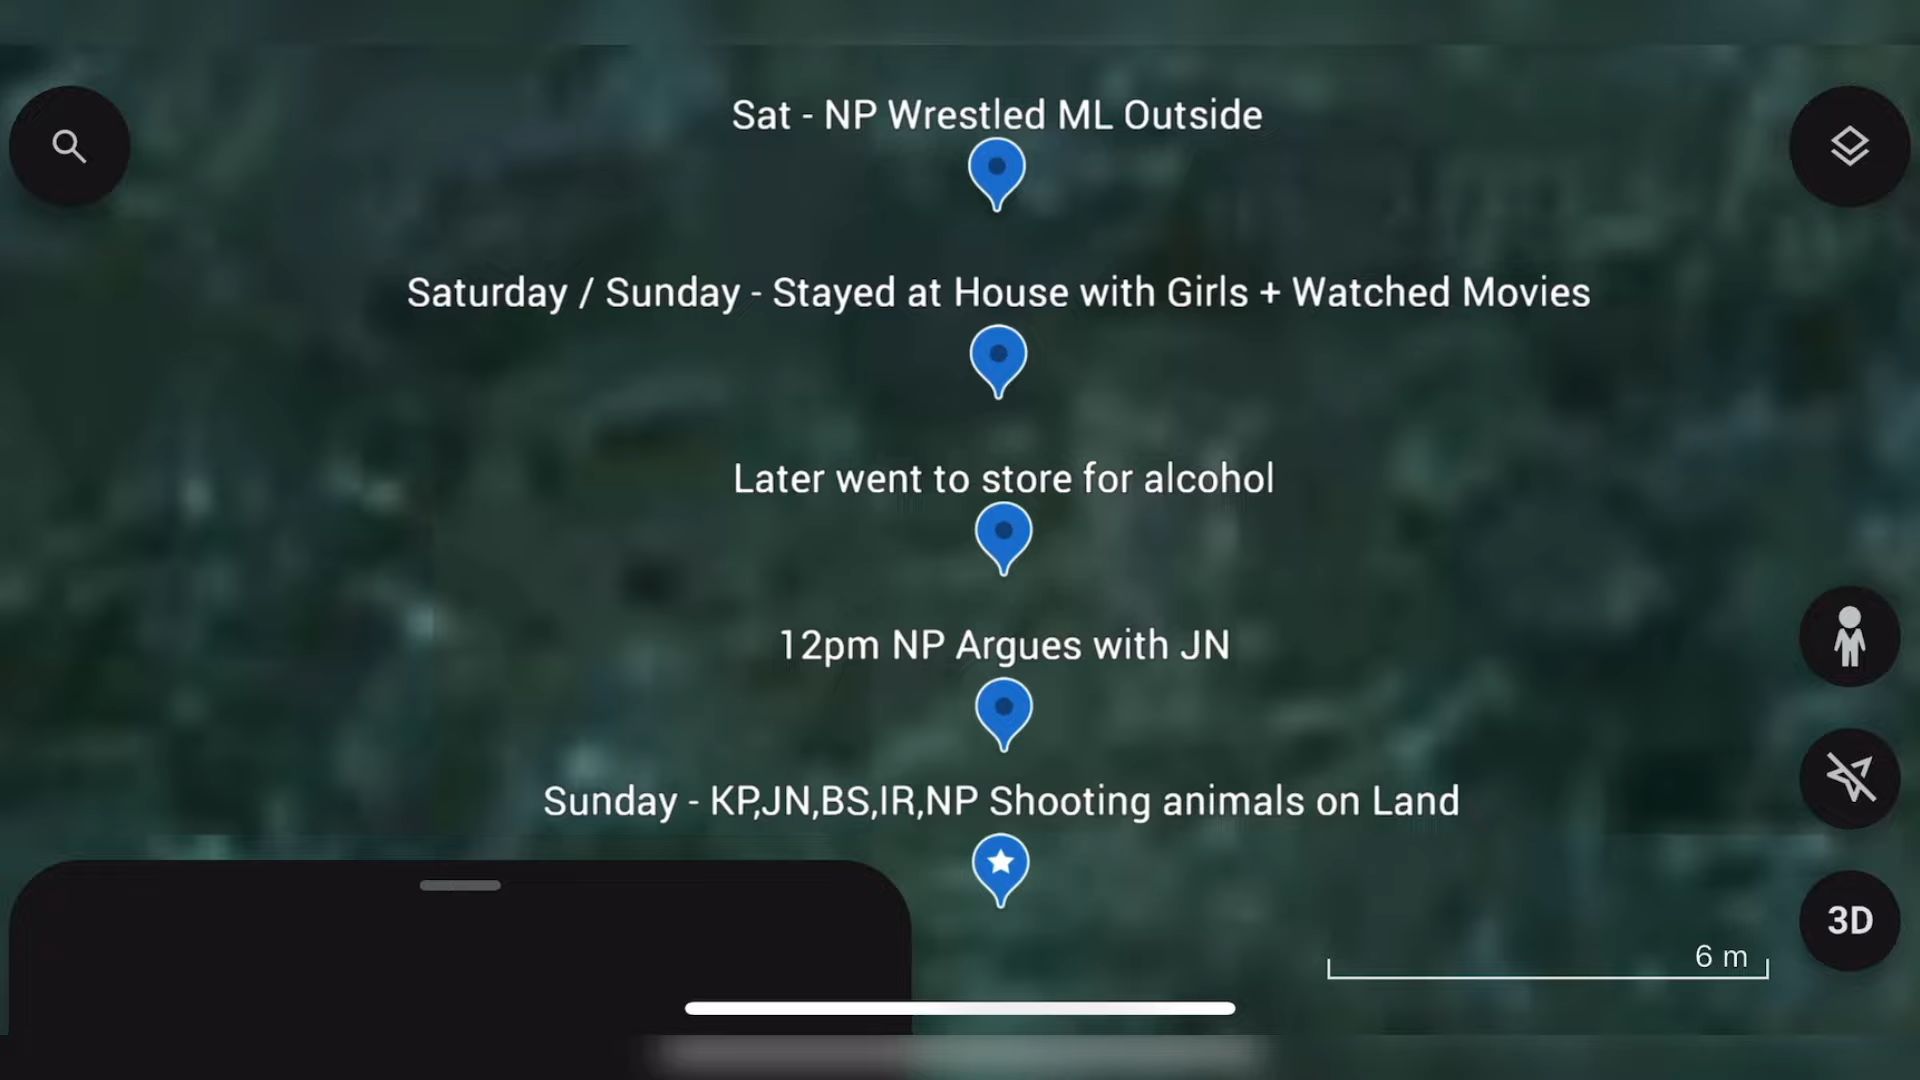 Sat - NP Wrestled ML Outside
Saturday / Sunday - Stayed at House with Girls + Watched Movies
Later went to store for alcohol
12pm NP Argues with JN
Sunday - KP,JN,BS,IR,NP Shooting animals on Land
6 m
3D